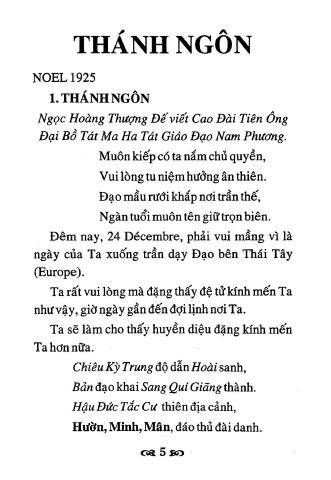 THÁNH NGÔN
NOEL 1925
1. THÁNH NGÔN
Ngọc Hoàng Thượng Đế viết Cao Đài Tiên Ông
Đại Bồ Tát Ma Ha Tát Giáo Đạo Nam Phương.
Muôn kiếp có ta nắm chủ quyền,
Vui lòng tu niệm hưởng ân thiên.
Đạo mầu rưới khắp nơi trần thế,
Ngàn tuổi muôn tên giữ trọn biên.
Đêm nay, 24 Décembre, phải vui mầng vì là
ngày của Ta xuống trần dạy Đạo bên Thái Tây
(Europe).
Ta rất vui lòng mà đặng thấy đệ tử kính mến Ta
như vậy, giờ ngày gần đến đợi lịnh nơi Ta.
Ta sẽ làm cho thấy huyền diệu đặng kính mến
Ta hơn nữa.
Chiêu Kỳ Trung độ dẫn Hoài sanh,
Bản đạo khai Sang Quí Giãng thành.
Hậu Đức Tắc Cư thiên địa cảnh,
Hườn, Minh, Mân, đáo thủ đài danh.
5